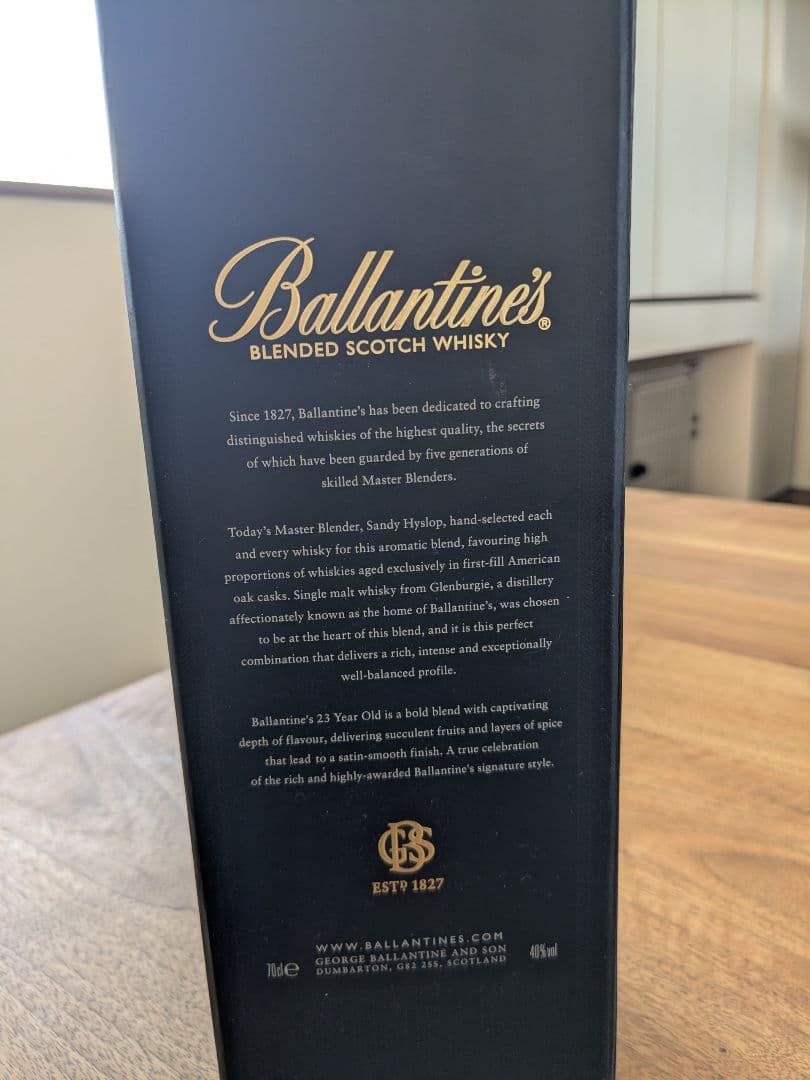 Ballantine's®
BLENDED SCOTCH WHISKY
Since 1827, Ballantine's has been dedicated to crafting
distinguished whiskies of the highest quality, the secrets
of which have been guarded by five generations of
skilled Master Blenders.
Today's Master Blender, Sandy Hyslop, hand-selected each
and every whisky for this aromatic blend, favouring high
proportions of whiskies aged exclusively in first-fill American
oak casks. Single malt whisky from Glenburgie, a distillery
affectionately known as the home of Ballantine's, was chosen
to be at the heart of this blend, and it is this perfect
combination that delivers a rich, intense and exceptionally
well-balanced profile.
Ballantine's 23 Year Old is a bold blend with captivating
depth of flavour, delivering succulent fruits and layers of spice
that lead to a satin-smooth finish. A true celebration
of the rich and highly-awarded Ballantine's signature style.
GBS
ESTD 1827
WWW.BALLANTINES.COM
70cl e GEORGE BALLANTINE AND SON 40%vol
DUMBARTON, G82 2SS, SCOTLAND